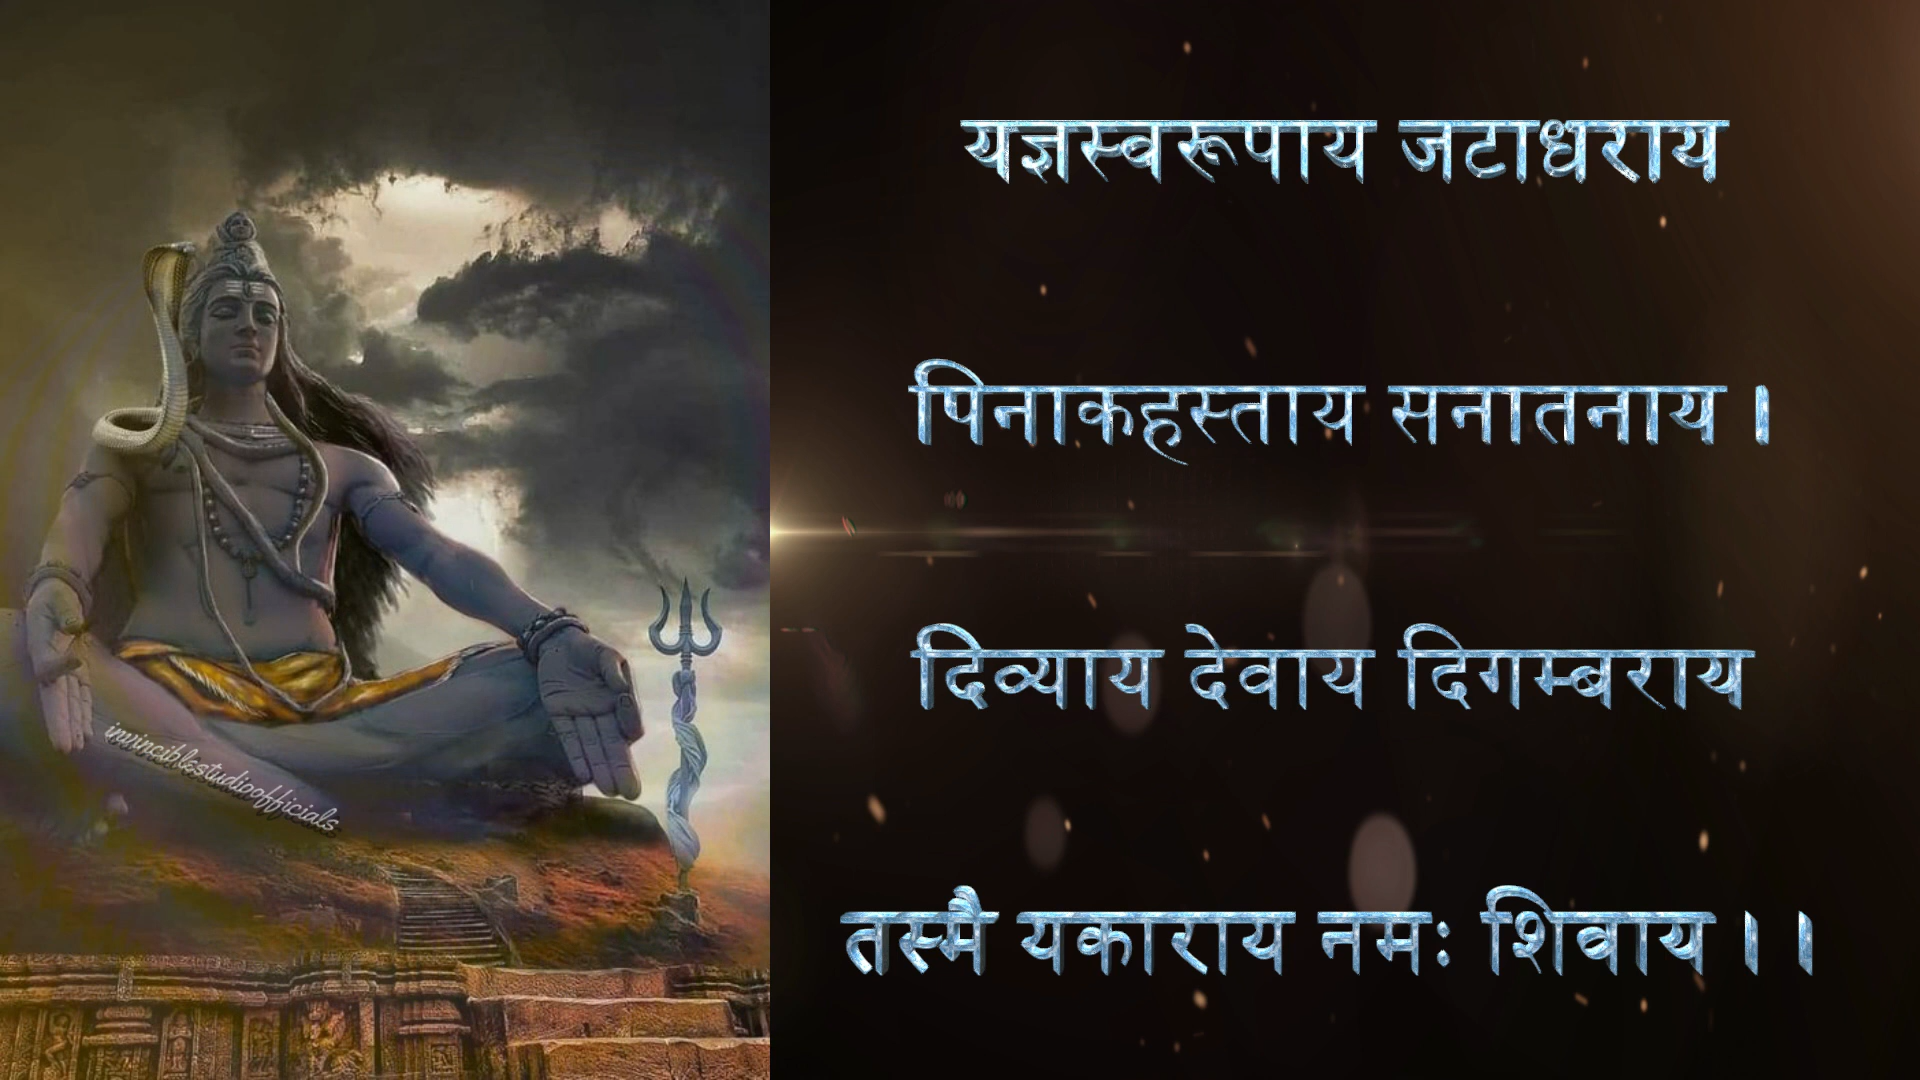 यज्ञस्वरूपाय जटाधराय
पिनाकहस्ताय सनातनाय ।
दिव्याय देवाय दिगम्बराय
तस्मै यकाराय नमः शिवाय ।।
invinciblestudioofficials